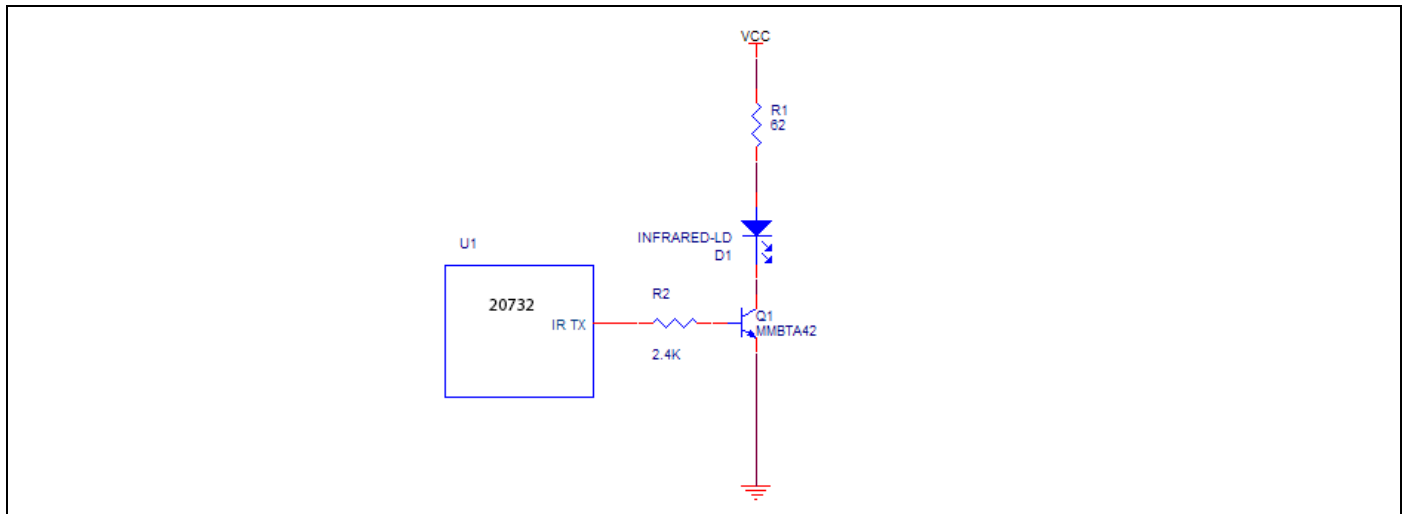 VCC
R1
62
INFRARED-LD
D1
U1
20732
IR TX
R2
2.4K
Q1
MMBTA42